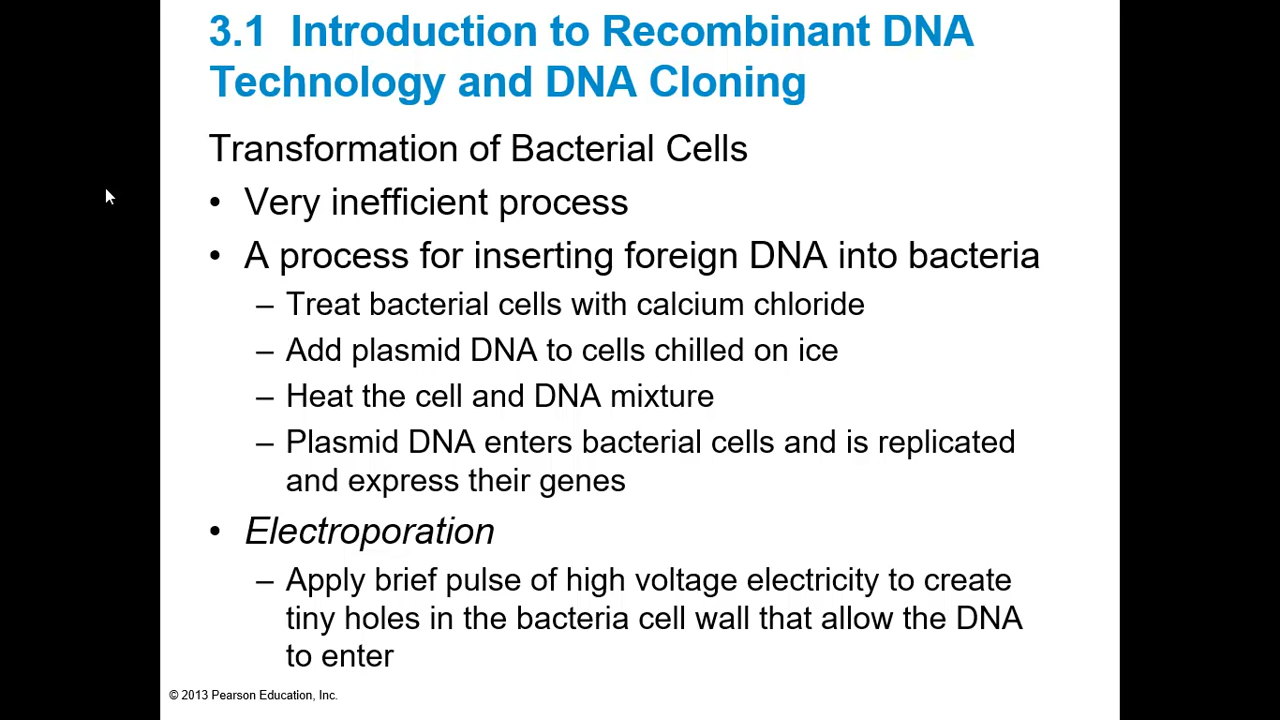 3.1 Introduction to Recombinant DNA
Technology and DNA Cloning
Transformation of Bacterial Cells
• Very inefficient process
• A process for inserting foreign DNA into bacteria
– Treat bacterial cells with calcium chloride
– Add plasmid DNA to cells chilled on ice
– Heat the cell and DNA mixture
– Plasmid DNA enters bacterial cells and is replicated
and express their genes
• Electroporation
– Apply brief pulse of high voltage electricity to create
tiny holes in the bacteria cell wall that allow the DNA
to enter
© 2013 Pearson Education, Inc.